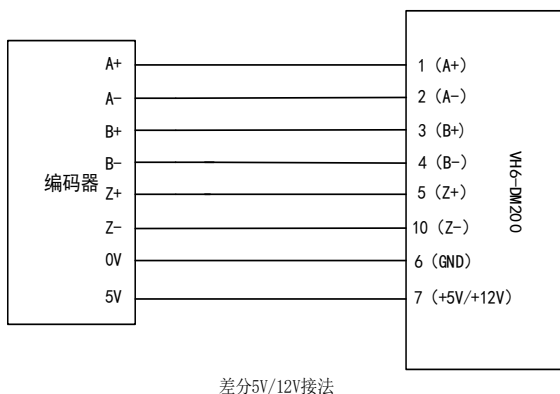 A+ 1 (A+)
A- 2 (A-)
B+ 3 (B+)
B- 4 (B-)
编码器
Z+ 5 (Z+)
Z- 10 (Z-)
0V 6 (GND)
5V 7 (+5V/+12V)
VH6-DM200
差分5V/12V接法